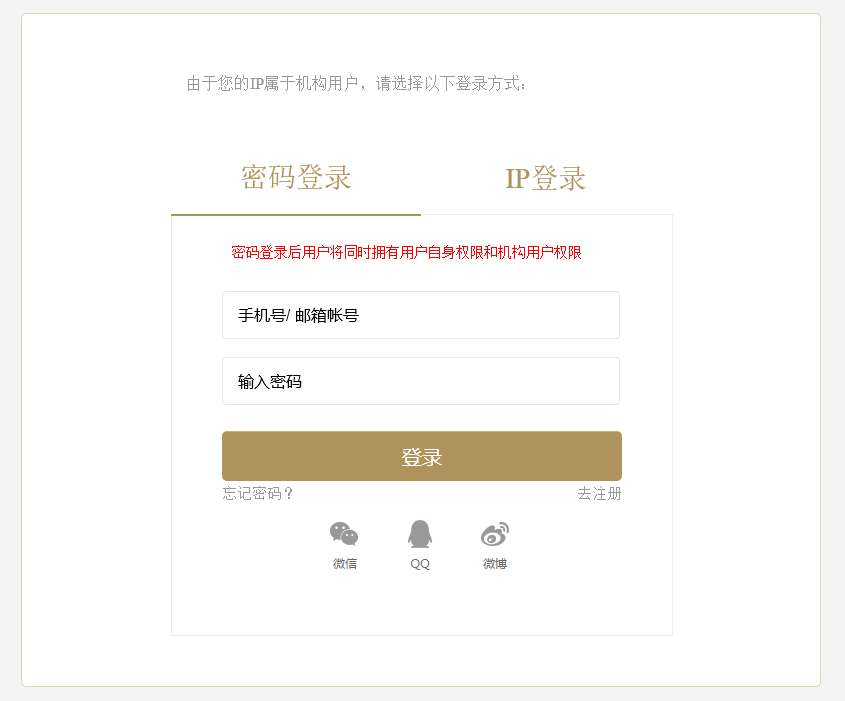 由于您的IP属于机构用户，请选择以下登录方式：
密码登录
IP登录
密码登录后用户将同时拥有用户自身权限和机构用户权限
手机号/ 邮箱帐号
输入密码
登录
忘记密码？
去注册
微信
QQ
微博